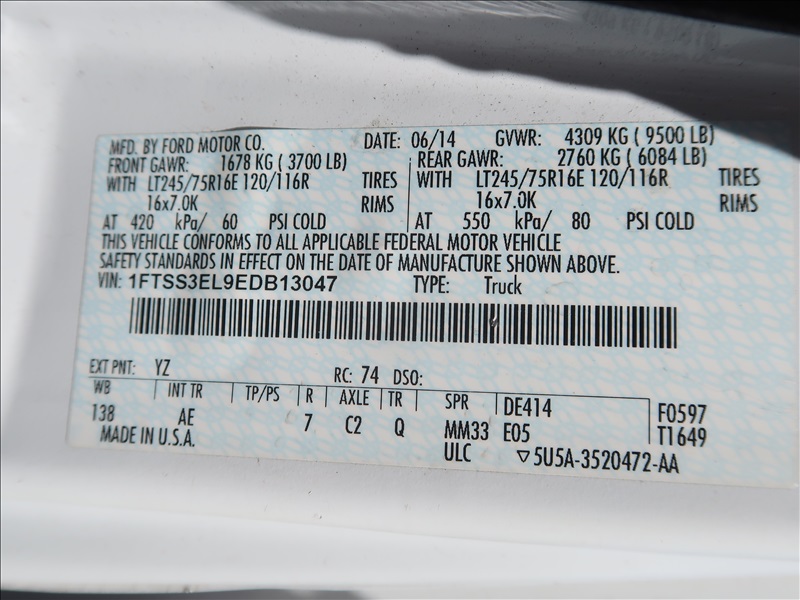 MFD. BY FORD MOTOR CO. DATE: 06/14 GVWR: 4309 KG ( 9500 LB)
FRONT GAWR: 1678 KG ( 3700 LB) REAR GAWR: 2760 KG ( 6084 LB)
WITH LT245/75R16E 120/116R TIRES WITH LT245/75R16E 120/116R TIRES
16x7.0K RIMS 16x7.0K RIMS
AT 420 kPa/ 60 PSI COLD AT 550 kPa/ 80 PSI COLD
THIS VEHICLE CONFORMS TO ALL APPLICABLE FEDERAL MOTOR VEHICLE
SAFETY STANDARDS IN EFFECT ON THE DATE OF MANUFACTURE SHOWN ABOVE.
VIN: 1FTSS3EL9EDB13047 TYPE: Truck
EXT PNT: YZ RC: 74 DSO:
WB INT TR TP/PS R AXLE TR SPR DE414 F0597
138 AE 7 C2 Q MM33 E05 T1649
MADE IN U.S.A. ULC ▽5U5A-3520472-AA